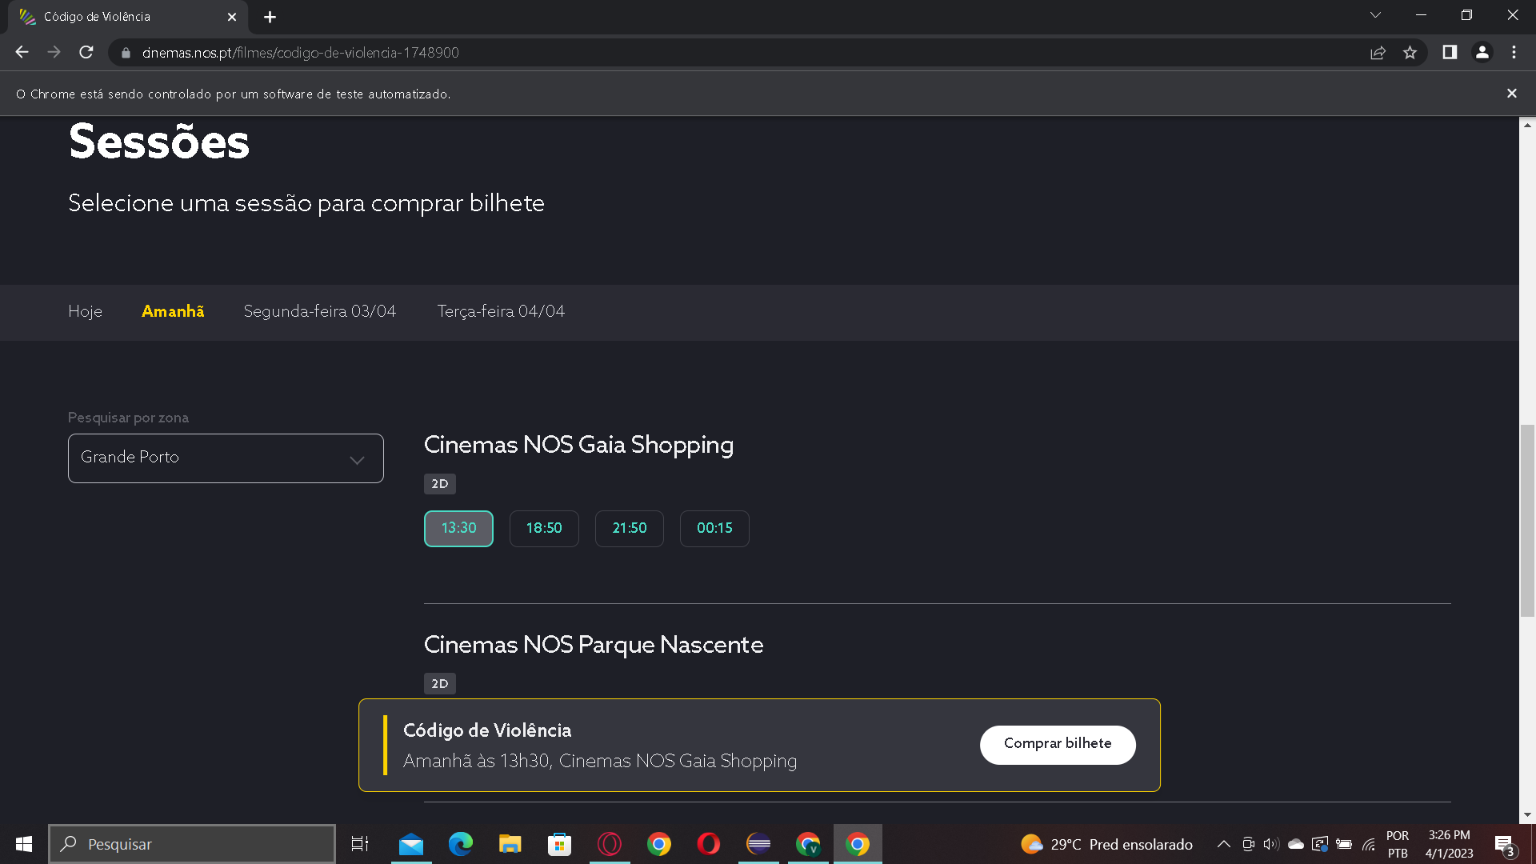 Código de Violência
cinemas.nos.pt/filmes/codigo-de-violencia-1748900
O Chrome está sendo controlado por um software de teste automatizado.
Sessões
Selecione uma sessão para comprar bilhete
Hoje Amanhã Segunda-feira 03/04 Terça-feira 04/04
Pesquisar por zona
Grande Porto
Cinemas NOS Gaia Shopping
2D
13:30 18:50 21:50 00:15
Cinemas NOS Parque Nascente
2D
Código de Violência
Amanhã às 13h30, Cinemas NOS Gaia Shopping
Comprar bilhete
Pesquisar
29°C Pred ensolarado
POR
PTB
3:26 PM
4/1/2023
3